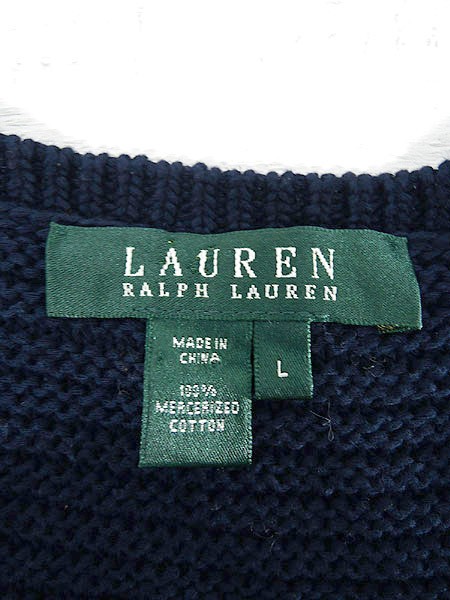 LAUREN
RALPH LAUREN
MADE IN
CHINA
100%
MERCERIZED
COTTON
L